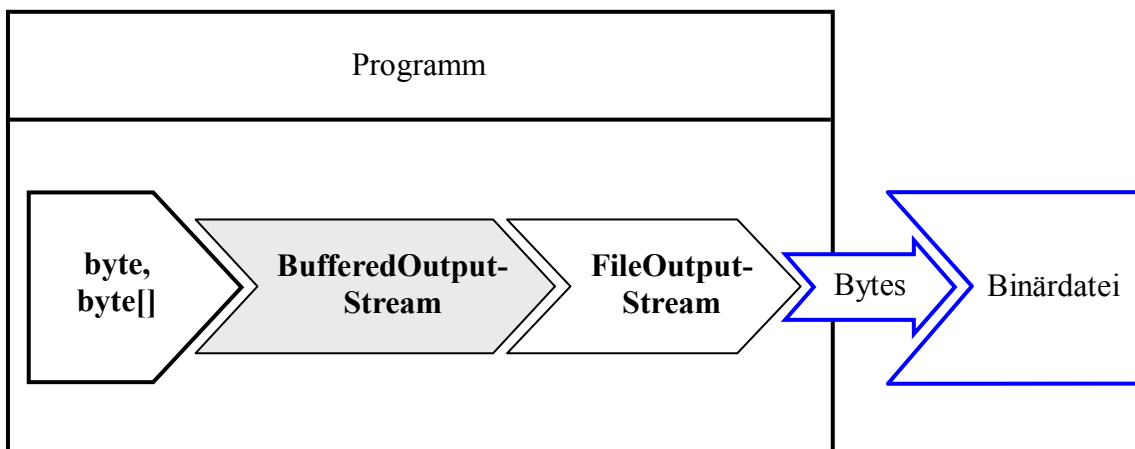 Programm
byte,
byte[]
BufferedOutput-
Stream
FileOutput-
Stream
Bytes
Binärdatei